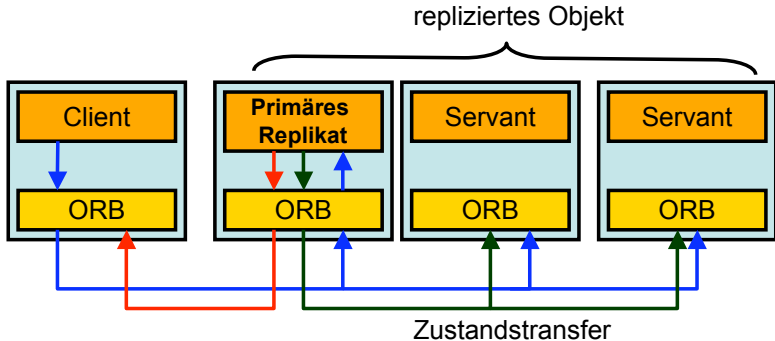 repliziertes Objekt
Client
Primäres
Replikat
Servant
Servant
ORB
ORB
ORB
ORB
Zustandstransfer